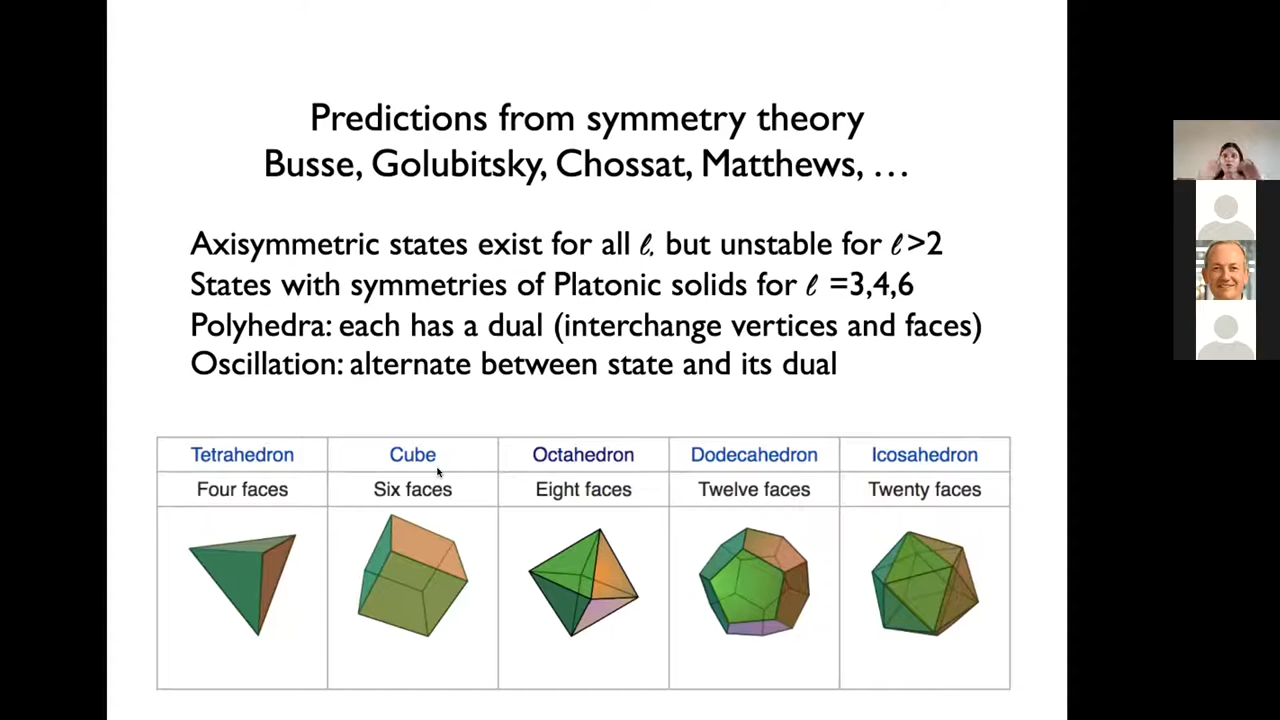 Predictions from symmetry theory
Busse, Golubitsky, Chossat, Matthews, …
Axisymmetric states exist for all ℓ, but unstable for ℓ >2
States with symmetries of Platonic solids for ℓ =3,4,6
Polyhedra: each has a dual (interchange vertices and faces)
Oscillation: alternate between state and its dual
Tetrahedron Cube Octahedron Dodecahedron Icosahedron
Four faces Six faces Eight faces Twelve faces Twenty faces